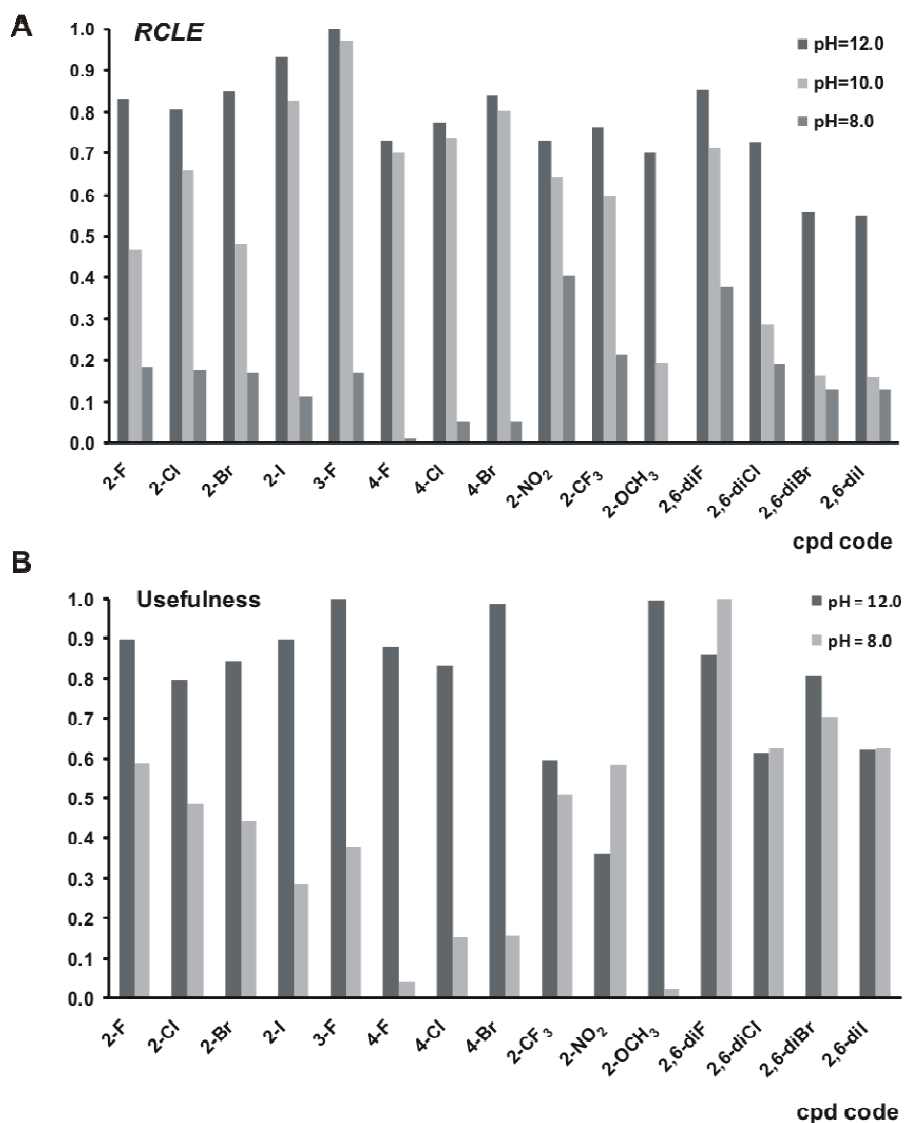 A
RCLE
pH=12.0
pH=10.0
pH=8.0
1.0
0.9
0.8
0.7
0.6
0.5
0.4
0.3
0.2
0.1
0.0
2-F
2-Cl
2-Br
2-I
3-F
4-F
4-Cl
4-Br
2-NO2
2-CF3
2-OCH3
2,6-diF
2,6-diCl
2,6-diBr
2,6-diI
cpd code
B
Usefulness
pH = 12.0
pH = 8.0
1.0
0.9
0.8
0.7
0.6
0.5
0.4
0.3
0.2
0.1
0.0
2-F
2-Cl
2-Br
2-I
3-F
4-F
4-Cl
4-Br
2-CF3
2-NO2
2-OCH3
2,6-diF
2,6-diCl
2,6-diBr
2,6-diI
cpd code